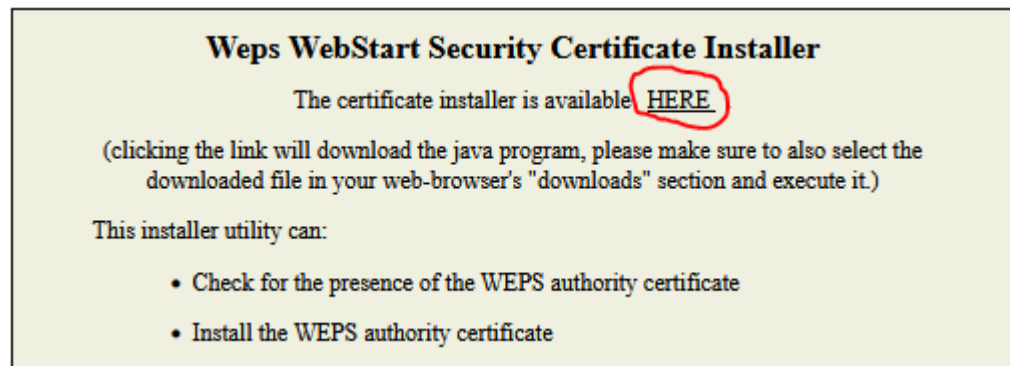 Weps WebStart Security Certificate Installer
The certificate installer is available HERE
(clicking the link will download the java program, please make sure to also select the
downloaded file in your web-browser's "downloads" section and execute it.)
This installer utility can:
• Check for the presence of the WEPS authority certificate
• Install the WEPS authority certificate